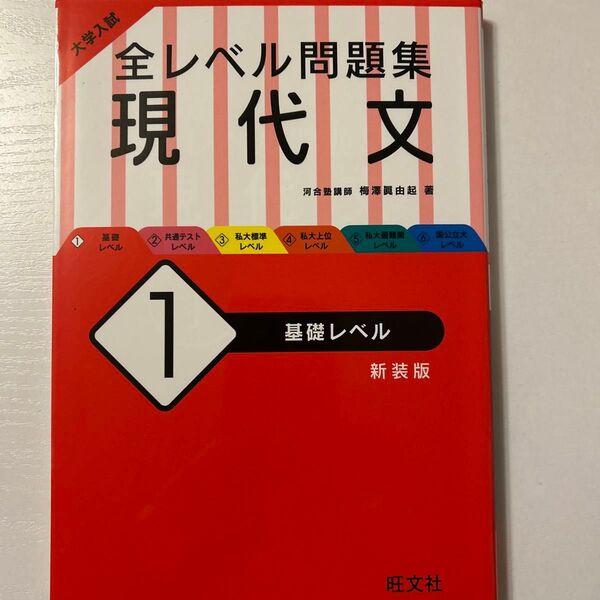 大学入試
全レベル問題集
現代文
河合塾講師 梅澤眞由起 著
1 基礎レベル
2 共通テストレベル
3 私大標準レベル
4 私大上位レベル
5 私大最難関レベル
6 国公立大レベル
1 基礎レベル
新装版
旺文社